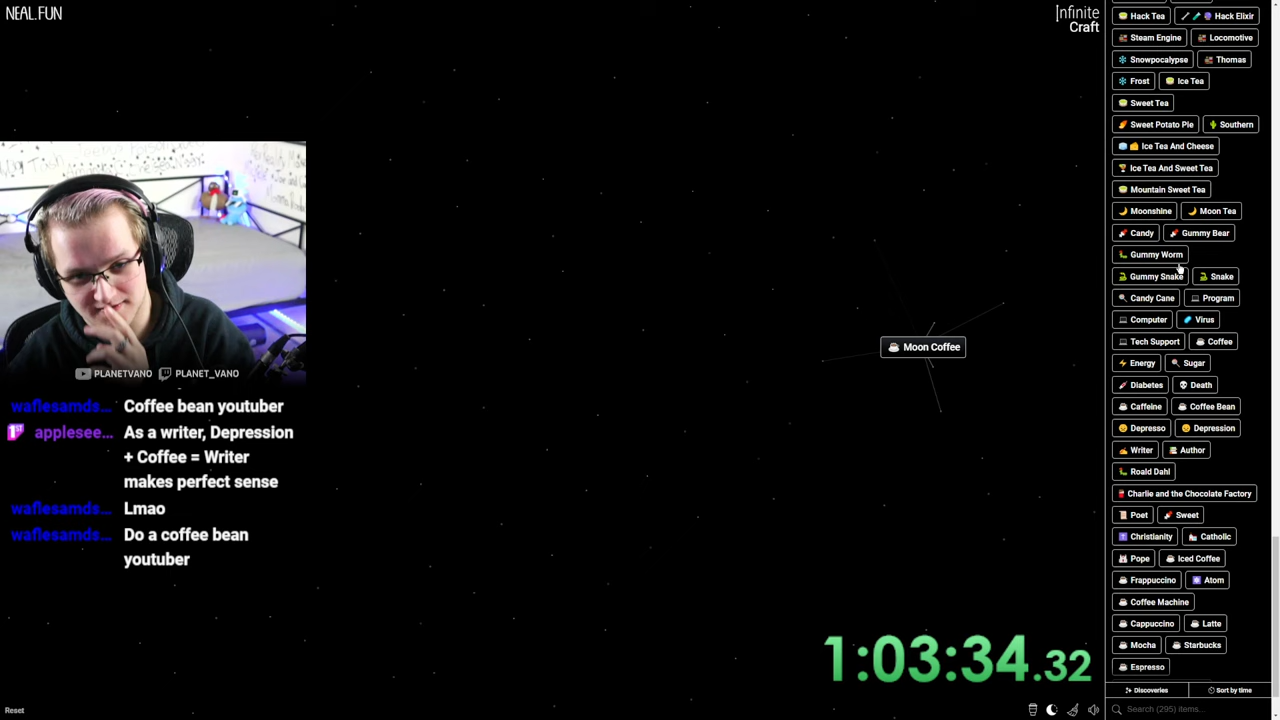 NEAL.FUN
Infinite
Craft
Hack Tea Hack Elixir
Steam Engine Locomotive
Snowpocalypse Thomas
Frost Ice Tea
Sweet Tea
Sweet Potato Pie Southern
Ice Tea And Cheese
Ice Tea And Sweet Tea
Mountain Sweet Tea
Moonshine Moon Tea
Candy Gummy Bear
Gummy Worm
Gummy Snake Snake
Candy Cane Program
Computer Virus
Tech Support Coffee
Energy Sugar
Diabetes Death
Caffeine Coffee Bean
Depresso Depression
Writer Author
Roald Dahl
Charlie and the Chocolate Factory
Poet Sweet
Christianity Catholic
Pope Iced Coffee
Frappuccino Atom
Coffee Machine
Cappuccino Latte
Mocha Starbucks
Espresso
Discoveries Sort by time
Search (295) items...
Moon Coffee
PLANETVANO PLANET_VANO
waflesamds... Coffee bean youtuber
1ST appleseе... As a writer, Depression
+ Coffee = Writer
makes perfect sense
waflesamds... Lmao
waflesamds... Do a coffee bean
youtuber
1:03:34.32
Reset